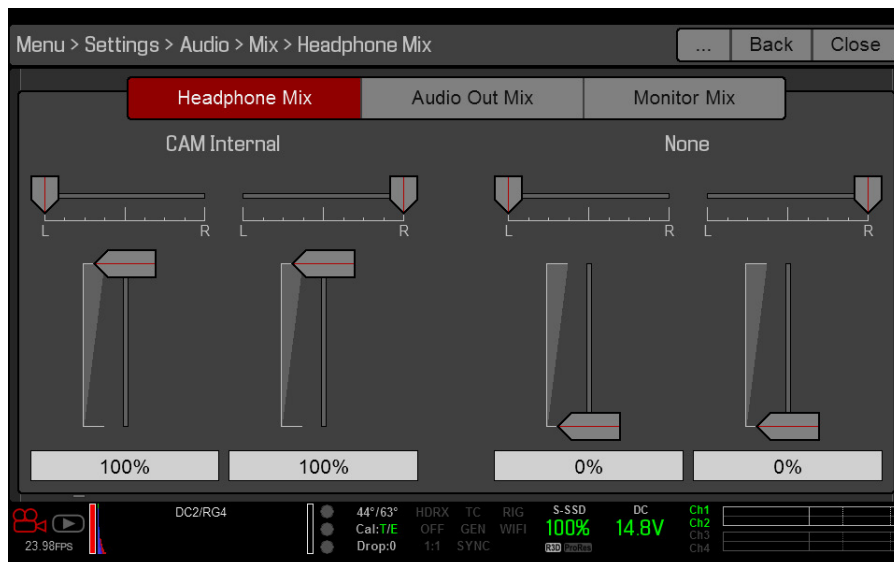 Menu > Settings > Audio > Mix > Headphone Mix ... Back Close
Headphone Mix Audio Out Mix Monitor Mix
CAM Internal None
L R L R L R L R
100% 100% 0% 0%
DC2/RG4 44°/63° HDRX TC RIG S-SSD DC Ch1
Cal:T/E OFF GEN WIFI 100% 14.8V Ch2
23.98FPS Drop:0 1:1 SYNC R3D ProRes Ch3
Ch4